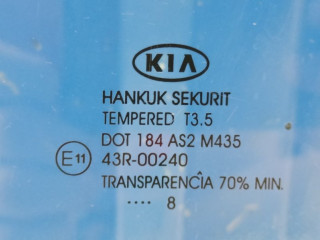 KIA
HANKUK SEKURIT
TEMPERED T3.5
DOT 184 AS2 M435
E11 43R-00240
TRANSPARENCIA 70% MIN.
.... 8